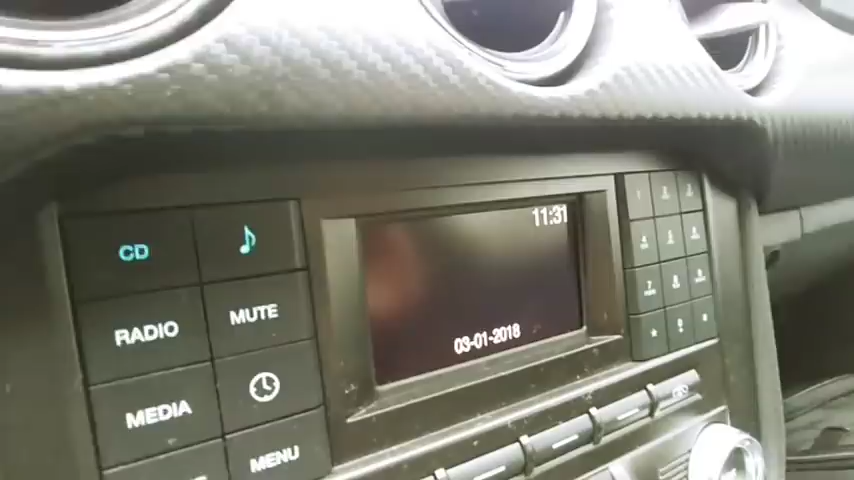 11:31
CD
RADIO
MUTE
03-01-2018
MEDIA
MENU
1 2 3
4 5 6
7 8 9
*